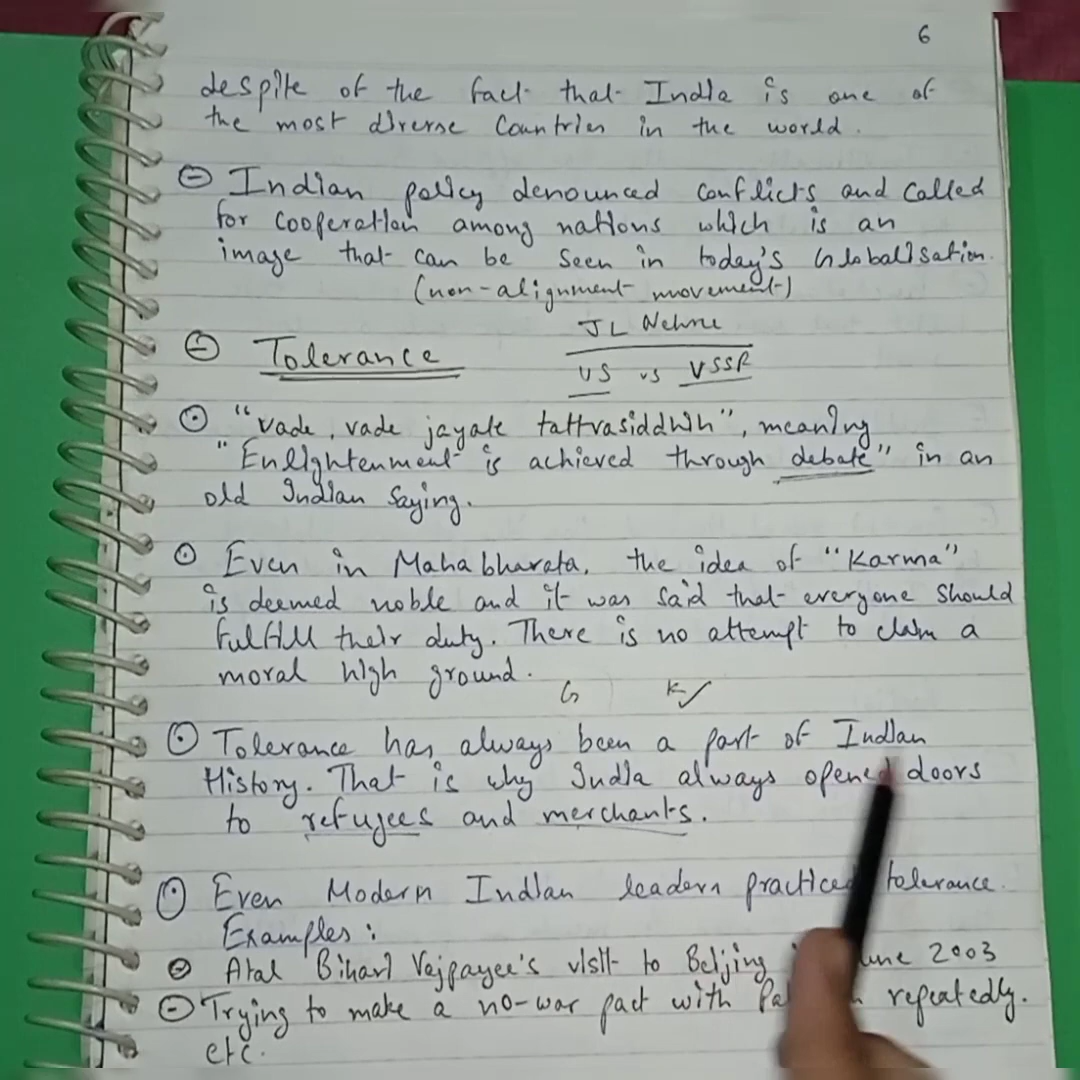 6
despite of the fact that India is one of
the most diverse Countries in the world.
Indian policy denounced conflicts and called
for cooperation among nations which is an
image that can be seen in today's Globalisation.
(non-alignment movement)
JL Nehru
US vs USSR
Tolerance
"Vade, vade jayate tattvasiddhih", meaning
"Enlightenment is achieved through debate" in an
old Indian Saying.
Even in Mahabharata, the idea of "Karma"
is deemed noble and it was said that everyone should
fulfill their duty. There is no attempt to claim a
moral high ground.
G K
Tolerance has always been a part of Indian
History. That is why India always opened doors
to refugees and merchants.
Even Modern Indian leaders practiced tolerance.
Examples:
Atal Bihari Vajpayee's visit to Beijing 2003
Trying to make a no-war pact with repeatedly.
etc.